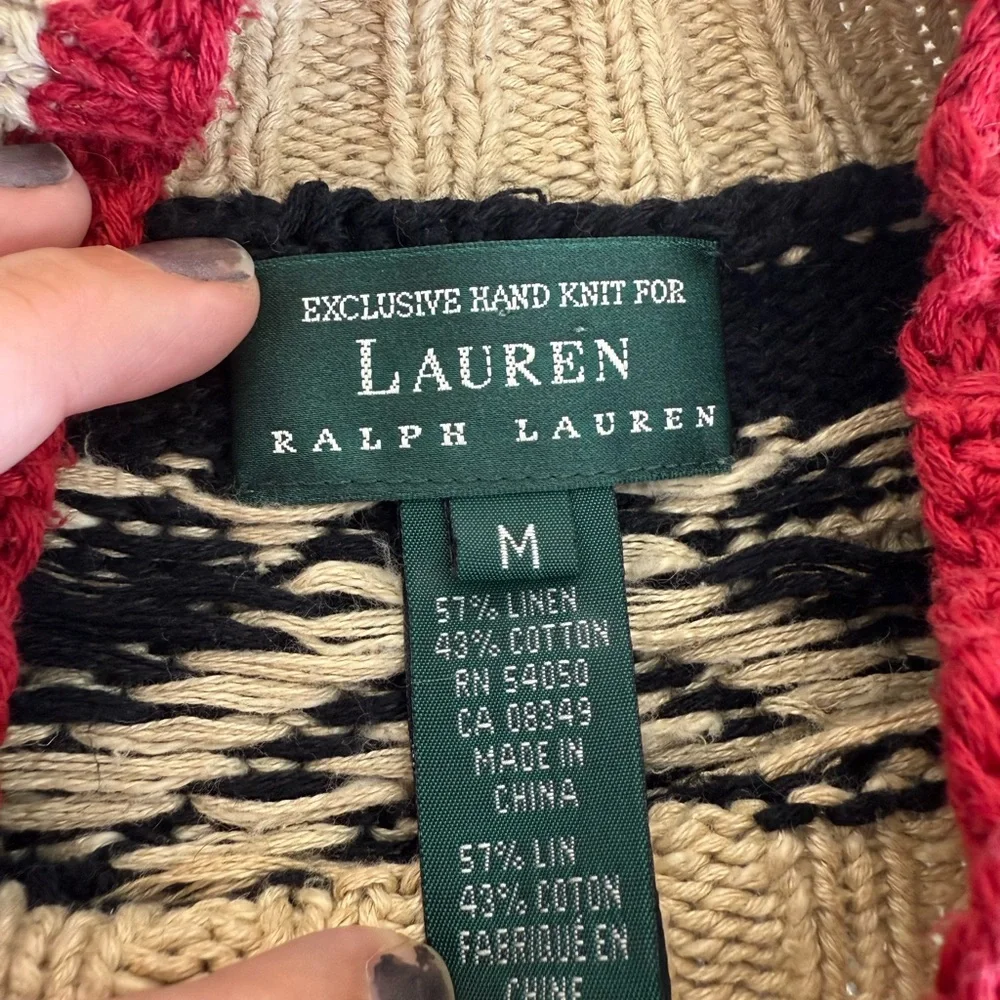 EXCLUSIVE HAND KNIT FOR
LAUREN
RALPH LAUREN
M
57% LINEN
43% COTTON
RN 54050
CA 08349
MADE IN
CHINA
57% LIN
43% COTON
FABRIQUÉ EN
CHINE